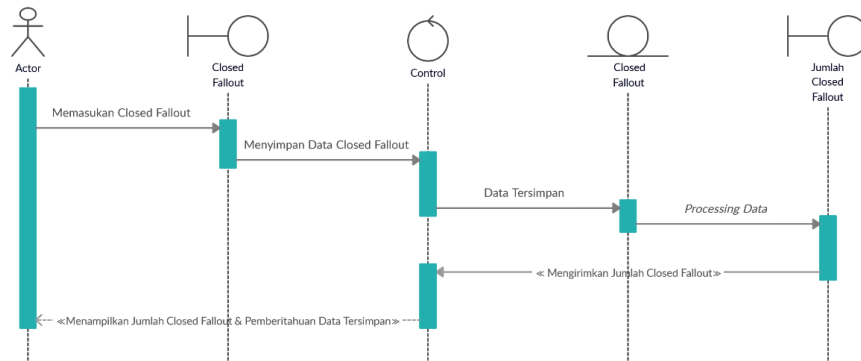 Actor
Closed
Fallout
Control
Closed
Fallout
Jumlah
Closed
Fallout
Memasukan Closed Fallout
Menyimpan Data Closed Fallout
Data Tersimpan
Processing Data
≪ Mengirimkan Jumlah Closed Fallout≫
≪Menampilkan Jumlah Closed Fallout & Pemberitahuan Data Tersimpan≫